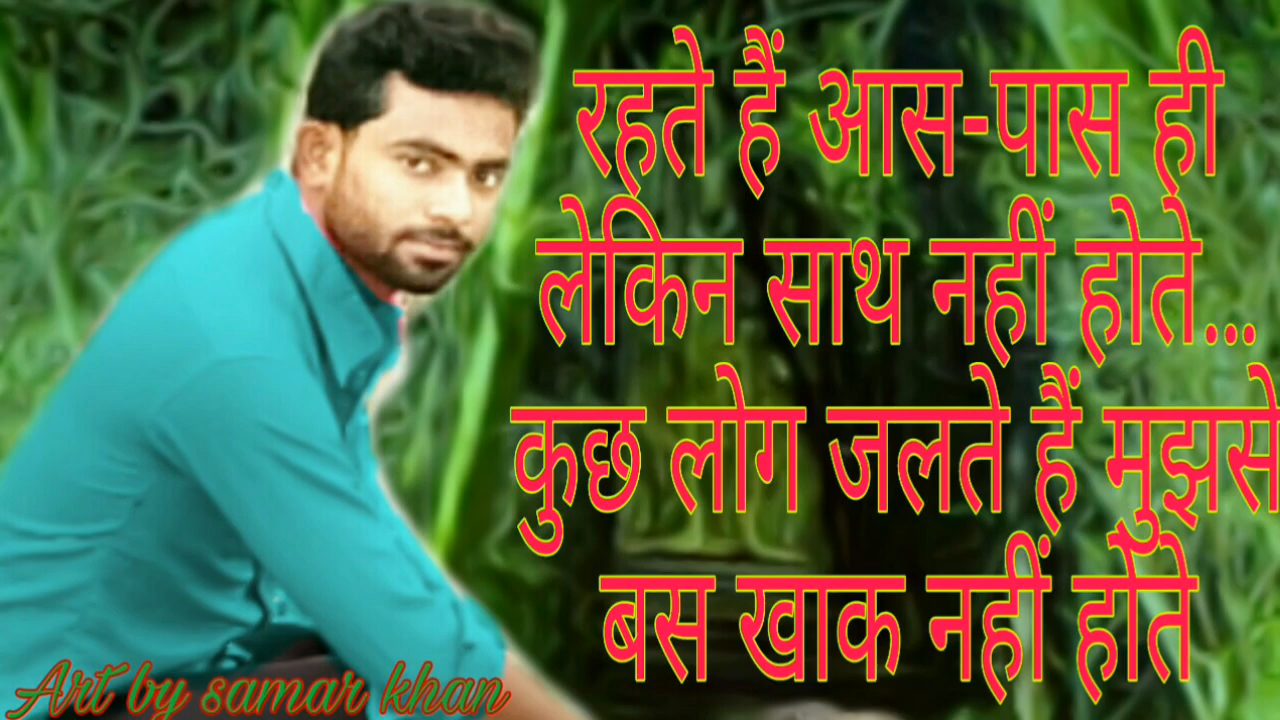 रहते हैं आस-पास ही
लेकिन साथ नहीं होते...
कुछ लोग जलते हैं मुझसे
बस खाक नहीं होते
Art by samar khan